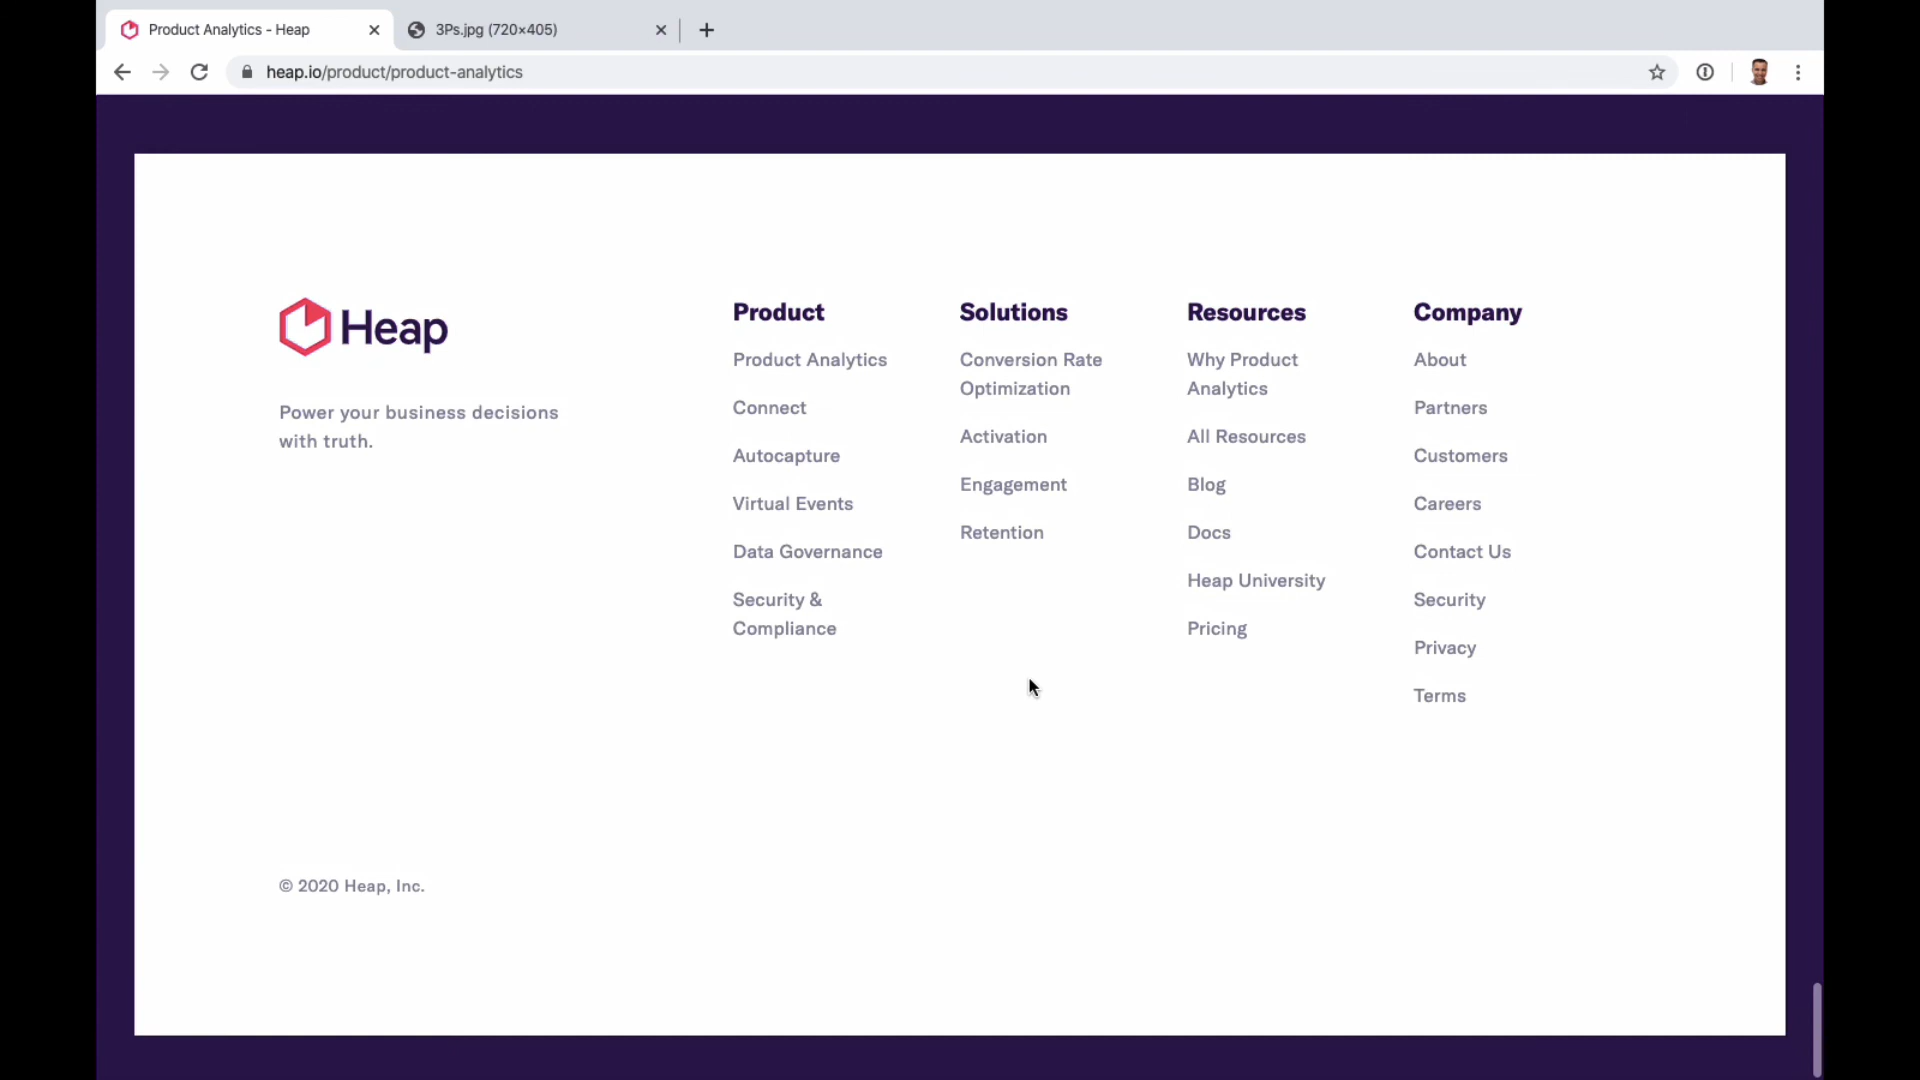 Product Analytics - Heap
3Ps.jpg (720×405)
heap.io/product/product-analytics
Heap
Power your business decisions
with truth.
Product
Product Analytics
Connect
Autocapture
Virtual Events
Data Governance
Security &
Compliance
Solutions
Conversion Rate
Optimization
Activation
Engagement
Retention
Resources
Why Product
Analytics
All Resources
Blog
Docs
Heap University
Pricing
Company
About
Partners
Customers
Careers
Contact Us
Security
Privacy
Terms
© 2020 Heap, Inc.